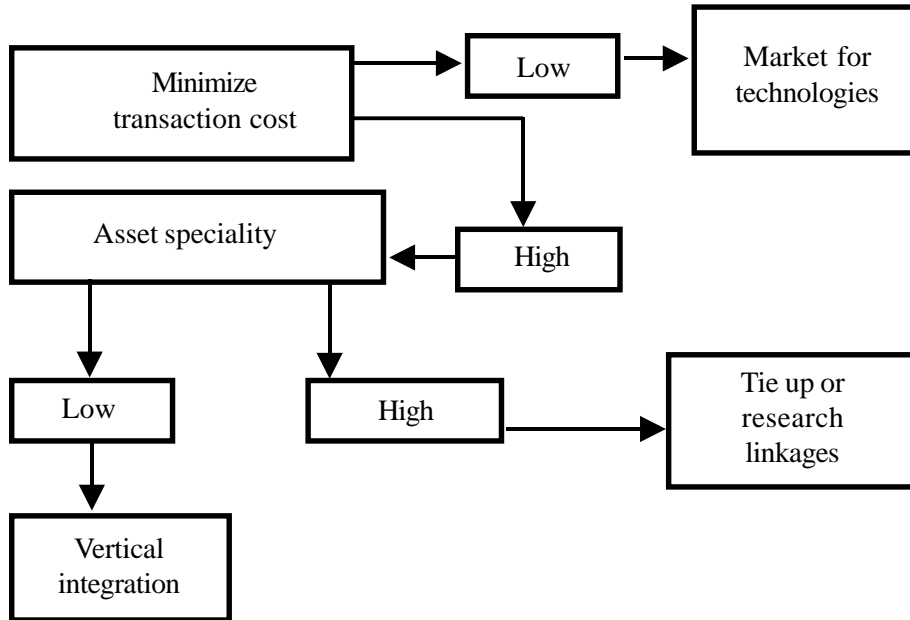 Minimize
transaction cost
Low
Market for
technologies
Asset speciality
High
Low
High
Tie up or
research
linkages
Vertical
integration